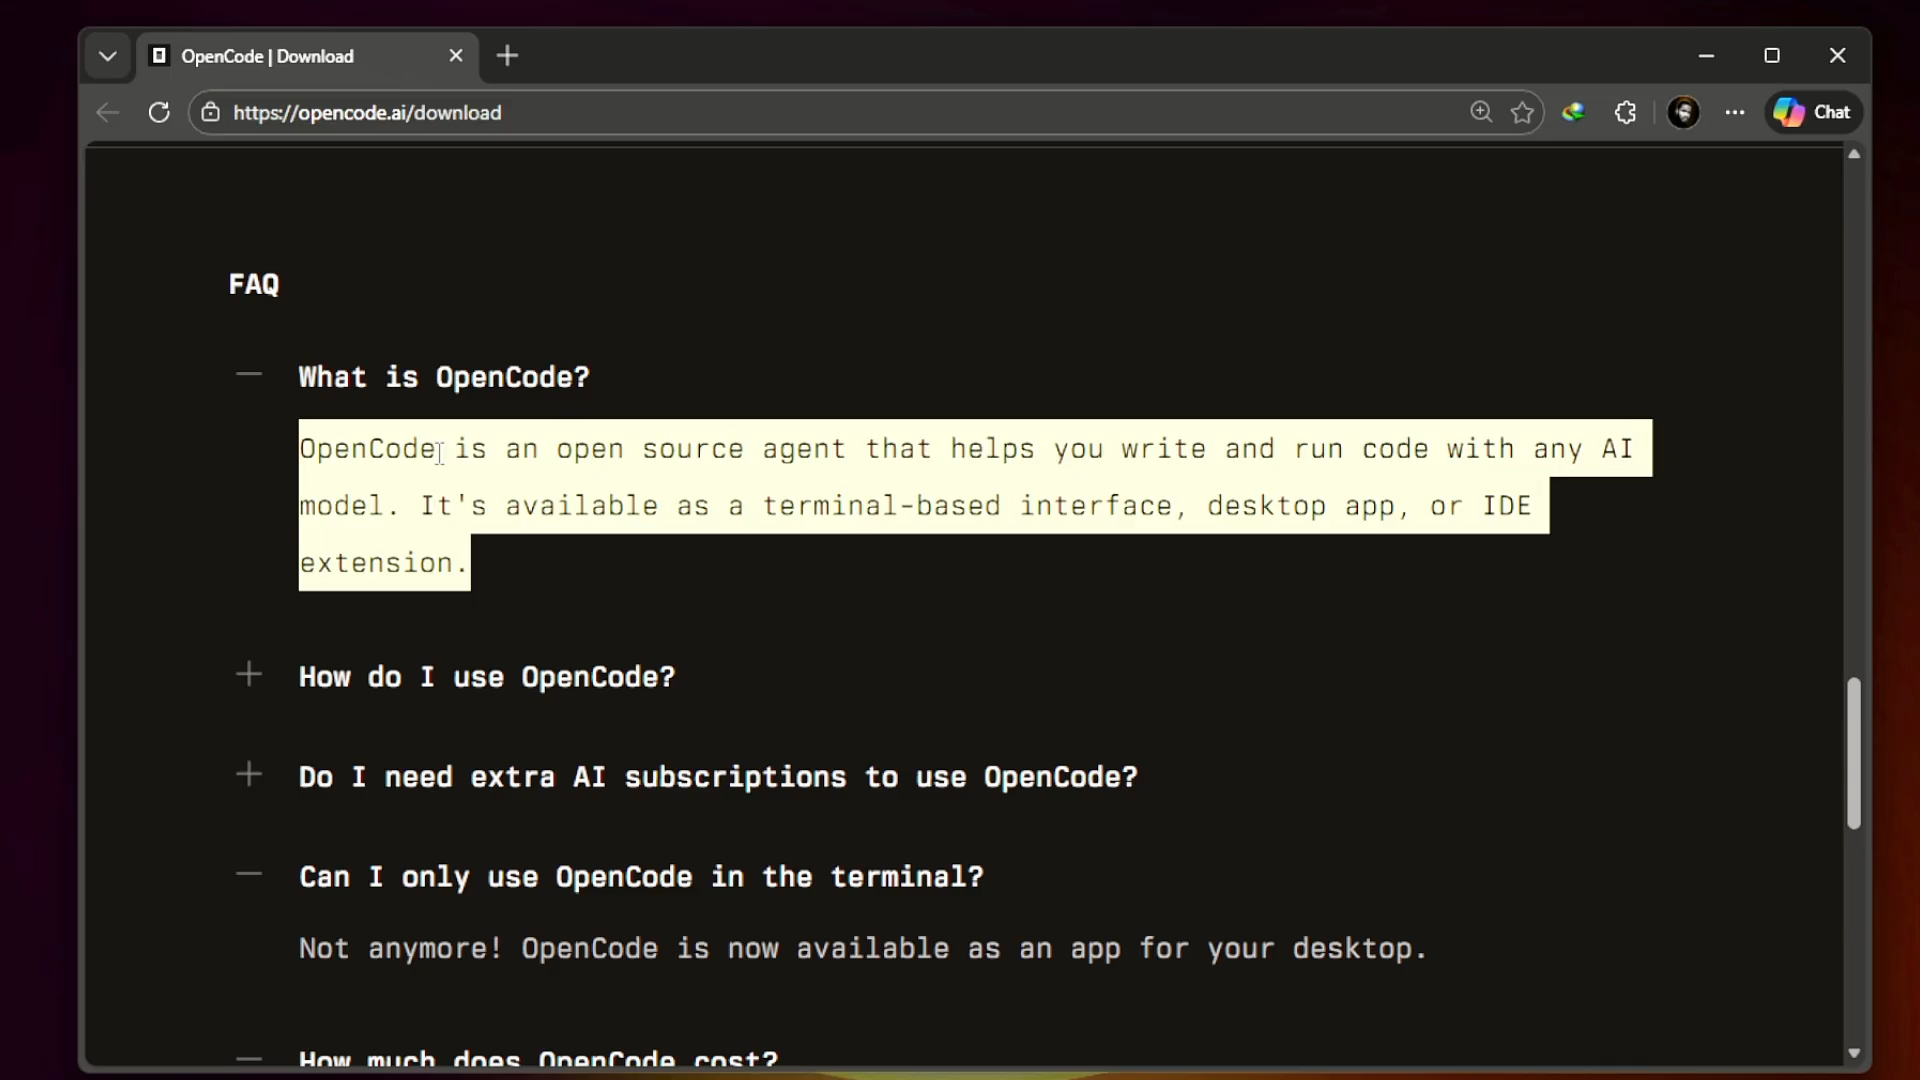 OpenCode | Download
https://opencode.ai/download
Chat
FAQ
What is OpenCode?
OpenCode is an open source agent that helps you write and run code with any AI
model. It's available as a terminal-based interface, desktop app, or IDE
extension.
How do I use OpenCode?
Do I need extra AI subscriptions to use OpenCode?
Can I only use OpenCode in the terminal?
Not anymore! OpenCode is now available as an app for your desktop.
How much does OpenCode cost?